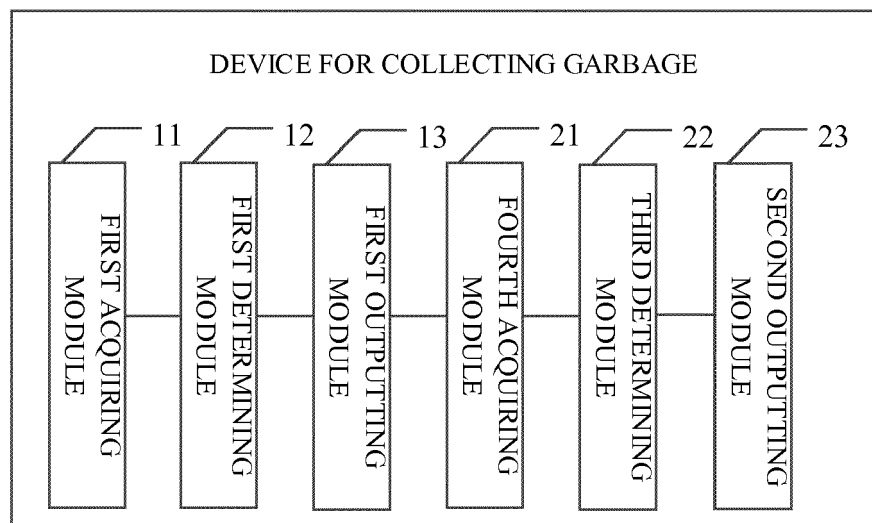 DEVICE FOR COLLECTING GARBAGE
11
12
13
21
22
23
FIRST ACQUIRING
MODULE
FIRST DETERMINING
MODULE
FIRST OUTPUTTING
MODULE
FOURTH ACQUIRING
MODULE
THIRD DETERMINING
MODULE
SECOND OUTPUTTING
MODULE